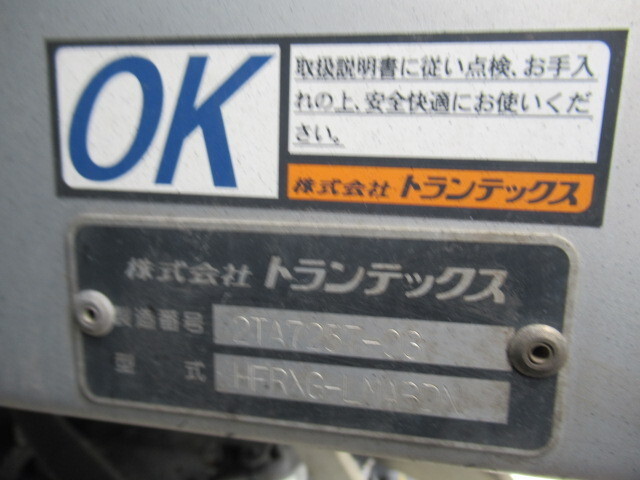 OK
取扱説明書に従い点検、お手入
れの上、安全快適にお使いくだ
さい。
株式会社 トランテックス
株式会社 トランテックス
製造番号
型式